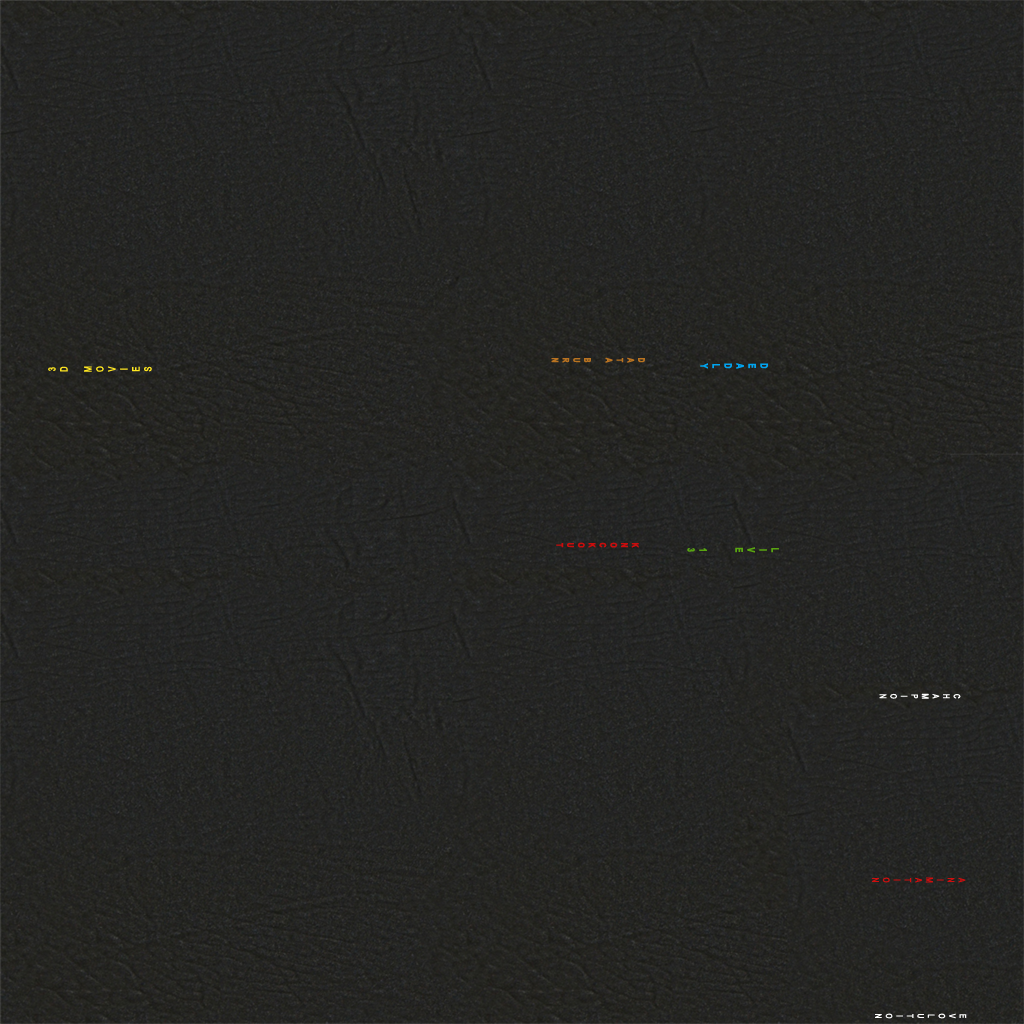 3D MOVIES
DATA BURN
DEADLY
KNOCKOUT
LIVE 13
CHAMPION
ANIMATION
EVOLUTION